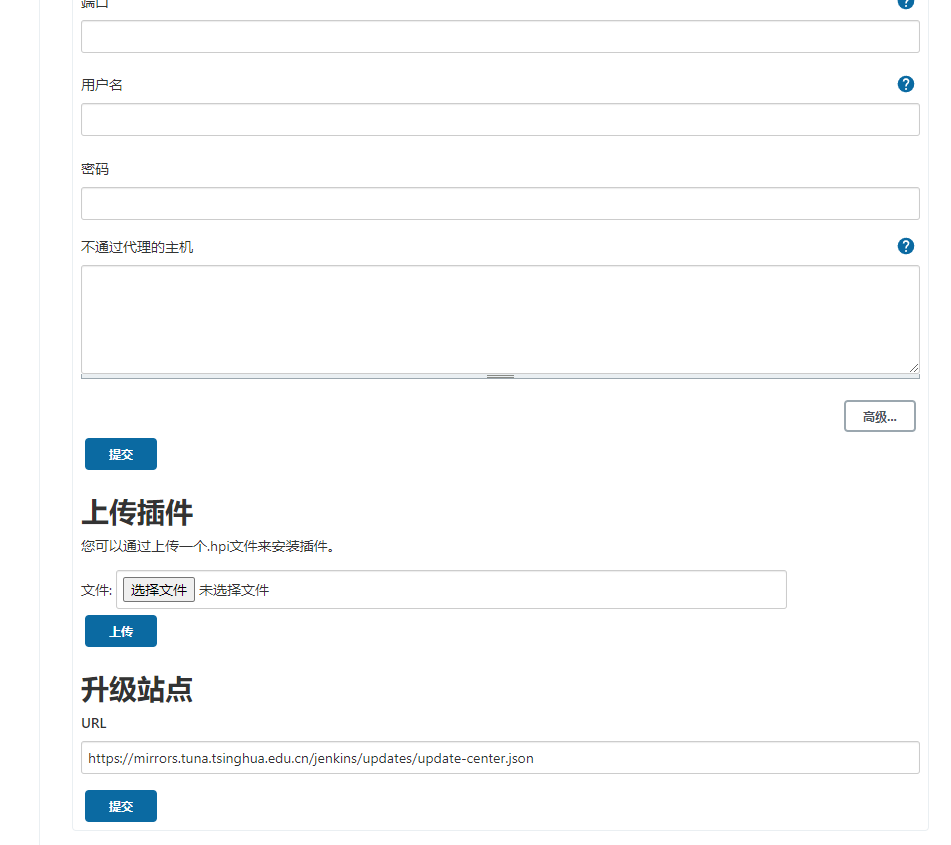 端口
用户名
密码
不通过代理的主机
高级...
提交
上传插件
您可以通过上传一个.hpi文件来安装插件。
文件: 选择文件 未选择文件
上传
升级站点
URL
https://mirrors.tuna.tsinghua.edu.cn/jenkins/updates/update-center.json
提交